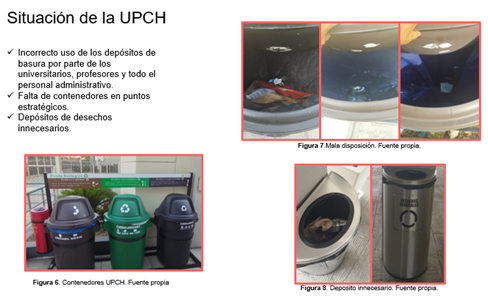 Situación de la UPCH
✓ Incorrecto uso de los depósitos de
basura por parte de los
universitarios, profesores y todo el
personal administrativo.
✓ Falta de contenedores en puntos
estratégicos.
✓ Depósitos de desechos
innecesarios.
Figura 7.Mala disposición. Fuente propia.
Figura 6. Contenedores UPCH. Fuente propia
Figura 8. Deposito innecesario. Fuente propia.